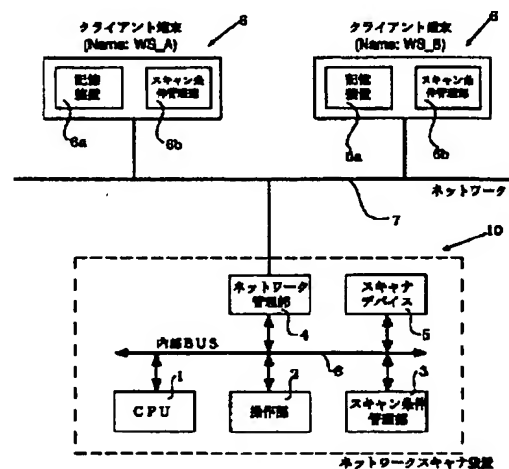 クライアント端末
(Name: WS_A)
6
記憶
装置
スキャン条
件管理部
6a
6b
クライアント端末
(Name: WS_B)
6
記憶
装置
スキャン条
件管理部
6a
6b
ネットワーク
7
10
ネットワーク
管理部
4
スキャナ
デバイス
5
内部BUS
8
1
CPU
2
操作部
3
スキャン条件
管理部
ネットワークスキャナ装置